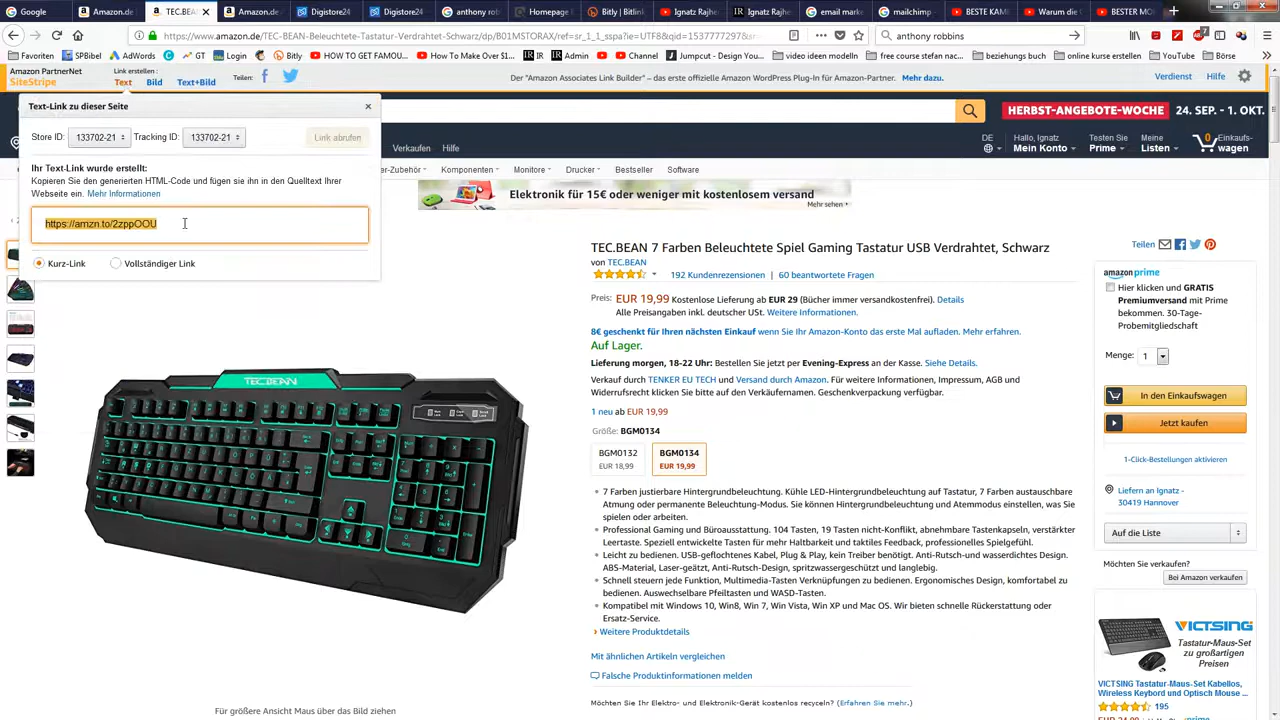 Google
Amazon.d
TEC.BEAN
Amazon.de
Digistore24
Digistore24
anthony rob
Homepage
Bitly | Bitlin
Ignatz Rajhe
Ignatz Rajhe
email marke
mailchimp
BESTE KAM
Warum die
BESTER MO
https://www.amazon.de/TEC-BEAN-Beleuchtete-Tastatur-Verdrahtet-Schwarz/dp/B01MSTORAX/ref=sr_1_1_sspa?ie=UTF8&qid=1537777297&s
anthony robbins
Favoriten
SPBibel
AdWords
GT
Login
Bitly
HOW TO GET FAMOU...
How To Make Super...
IR
Admin
Jumpcut - Design You...
video ideen modelln
free course stefan nac...
Divi
online kurse erstellen
YouTube
Amazon PartnerNet
SiteStripe
Link erstellen:
Text
Bild
Text+Bild
Teilen:
Der "Amazon Associates Link Builder" – das erste offizielle Amazon WordPress Plug-In für Amazon-Partner. Mehr dazu.
Verdienst
Hilfe
Text-Link zu dieser Seite
Store ID: 133702-21
Tracking ID: 133702-21
Link abrufen
Ihr Text-Link wurde erstellt:
Kopieren Sie den generierten HTML-Code und fügen sie ihn in den Quelltext Ihrer
Webseite ein. Mehr Informationen
https://amzn.to/2zppOOU
Kurz-Link
Vollständiger Link
HERBST-ANGEBOTE-WOCHE 24. SEP. - 1. OKT.
Verkaufen
Hilfe
DE
Hallo, Ignatz
Mein Konto
Testen Sie
Prime
Meine
Listen
0
Einkaufs-
wagen
er-Zubehör
Komponenten
Monitore
Drucker
Bestseller
Software
Elektronik für 15€ oder weniger mit kostenlosem versand
Mehr sehen ›
TEC.BEAN 7 Farben Beleuchtete Spiel Gaming Tastatur USB Verdrahtet, Schwarz
von TEC.BEAN
192 Kundenrezensionen | 60 beantwortete Fragen
Preis: EUR 19,99 Kostenlose Lieferung ab EUR 29 (Bücher immer versandkostenfrei). Details
Alle Preisangaben inkl. deutscher USt. Weitere Informationen.
8€ geschenkt für Ihren nächsten Einkauf wenn Sie Ihr Amazon-Konto das erste Mal aufladen. Mehr erfahren.
Auf Lager.
Lieferung morgen, 18-22 Uhr: Bestellen Sie jetzt per Evening-Express an der Kasse. Siehe Details.
Verkauf durch TENKER EU TECH und Versand durch Amazon. Für weitere Informationen, Impressum, AGB und
Widerrufsrecht klicken Sie bitte auf den Verkäufernamen. Geschenkverpackung verfügbar.
1 neu ab EUR 19,99
Größe: BGM0134
BGM0132
EUR 18,99
BGM0134
EUR 19,99
7 Farben justierbare Hintergrundbeleuchtung. Kühle LED-Hintergrundbeleuchtung auf Tastatur, 7 Farben austauschbare
Atmung oder permanente Beleuchtung-Modus. Sie können Hintergrundbeleuchtung und Atemmodus einstellen, was Sie
spielen oder arbeiten.
Professional Gaming und Büroausstattung. 104 Tasten, 19 Tasten nicht-Konflikt, abnehmbare Tastenkapseln, verstärkter
Leertaste. Speziell entwickelte Tasten für mehr Haltbarkeit und taktiles Feedback, professionelles Spielgefühl.
Leicht zu bedienen. USB-geflochtenes Kabel, Plug & Play, kein Treiber benötigt. Anti-Rutsch-und wasserdichtes Design.
ABS-Material, Laser-geätzt, Anti-Rutsch-Design, spritzwassergeschützt und langlebig.
Schnell steuern jede Funktion, Multimedia-Tasten Verknüpfungen zu bedienen. Ergonomisches Design, komfortabel zu
bedienen. Auswechselbare Pfeiltasten und WASD-Tasten.
Kompatibel mit Windows 10, Win8, Win 7, Win Vista, Win XP und Mac OS. Wir bieten schnelle Rückerstattung oder
Ersatz-Service.
Weitere Produktdetails
Mit ähnlichen Artikeln vergleichen
Falsche Produktinformationen melden
Möchten Sie Ihr Elektro- und Elektronik-Gerät kostenlos recyceln? (Erfahren Sie mehr.)
TEC.BEAN
Für größere Ansicht Maus über das Bild ziehen
Teilen
amazon prime
Hier klicken und GRATIS
Premiumversand mit Prime
bekommen. 30-Tage-
Probemitgliedschaft
Menge: 1
In den Einkaufswagen
Jetzt kaufen
1-Click-Bestellungen aktivieren
Liefern an Ignatz -
30419 Hannover
Auf die Liste
Möchten Sie verkaufen?
Bei Amazon verkaufen
VICTSING
Tastatur-Maus-Set
zu großartigen
Preisen
VICTSING Tastatur-Maus-Set Kabellos,
Wireless Keybord und Optisch Mouse ...
195